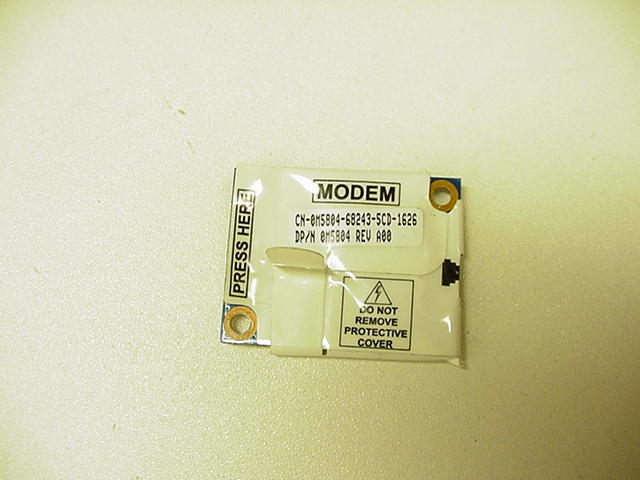 MODEM
CN-0M5804-68243-5CD-1626
DP/N 0M5804 REV A00
PRESS HERE
DO NOT
REMOVE
PROTECTIVE
COVER